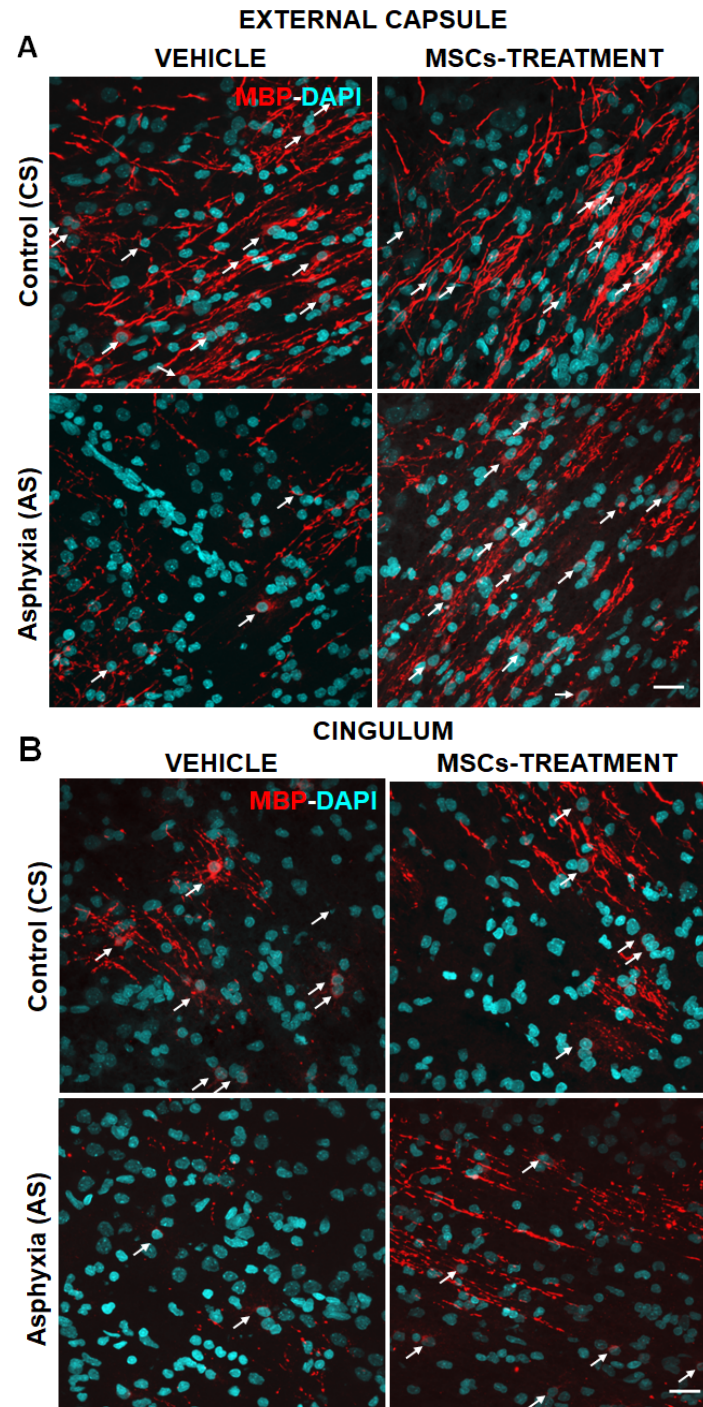 EXTERNAL CAPSULE
A
VEHICLE
MSCs-TREATMENT
MBP-DAPI
Control (CS)
Asphyxia (AS)
CINGULUM
B
VEHICLE
MSCs-TREATMENT
MBP-DAPI
Control (CS)
Asphyxia (AS)